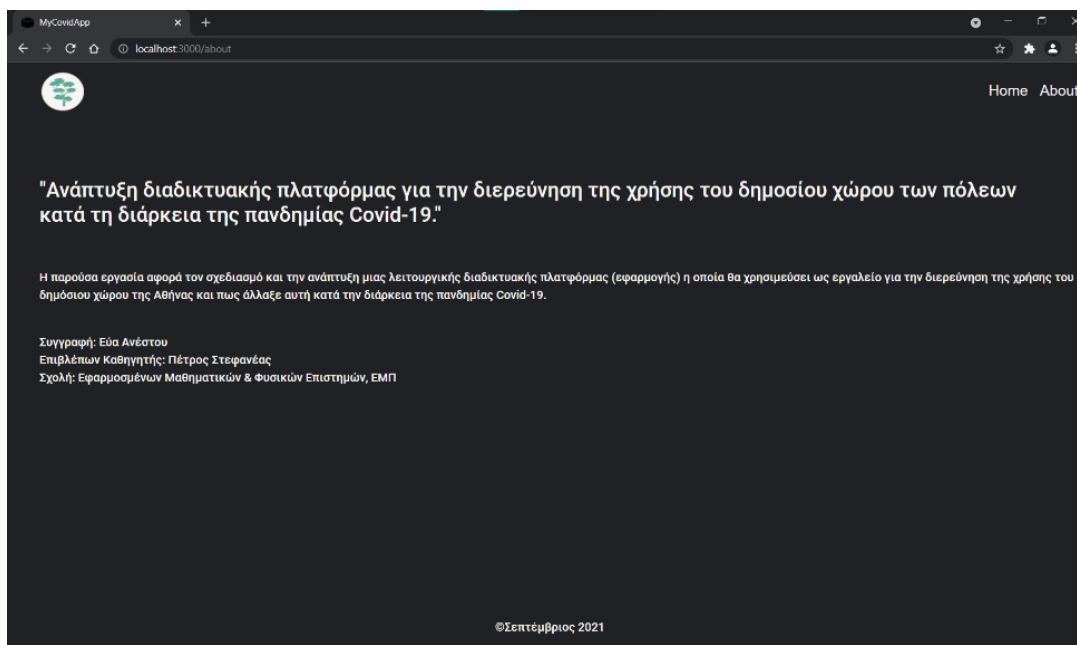 MyCovidApp
localhost:3000/about
Home About
"Ανάπτυξη διαδικτυακής πλατφόρμας για την διερεύνηση της χρήσης του δημοσίου χώρου των πόλεων
κατά τη διάρκεια της πανδημίας Covid-19."
Η παρούσα εργασία αφορά τον σχεδιασμό και την ανάπτυξη μιας λειτουργικής διαδικτυακής πλατφόρμας (εφαρμογής) η οποία θα χρησιμεύσει ως εργαλείο για την διερεύνηση της χρήσης του
δημόσιου χώρου της Αθήνας και πως άλλαξε αυτή κατά την διάρκεια της πανδημίας Covid-19.
Συγγραφή: Εύα Ανέστου
Επιβλέπων Καθηγητής: Πέτρος Στεφανέας
Σχολή: Εφαρμοσμένων Μαθηματικών & Φυσικών Επιστημών, ΕΜΠ
©Σεπτέμβριος 2021